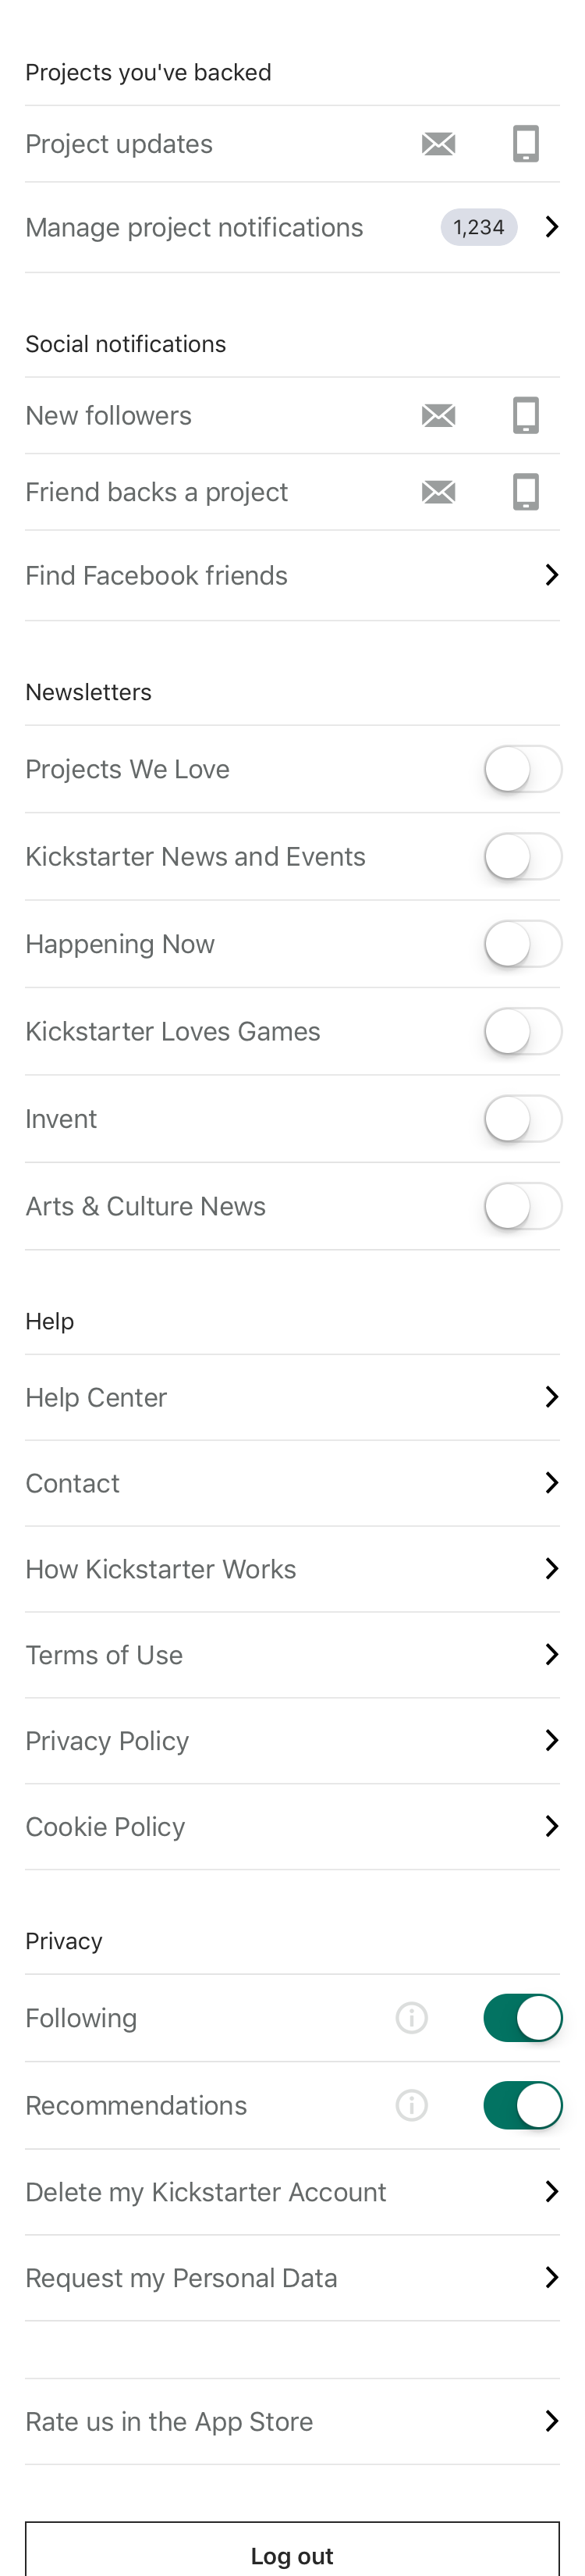 Projects you've backed
Project updates
Manage project notifications 1,234
Social notifications
New followers
Friend backs a project
Find Facebook friends
Newsletters
Projects We Love
Kickstarter News and Events
Happening Now
Kickstarter Loves Games
Invent
Arts & Culture News
Help
Help Center
Contact
How Kickstarter Works
Terms of Use
Privacy Policy
Cookie Policy
Privacy
Following
Recommendations
Delete my Kickstarter Account
Request my Personal Data
Rate us in the App Store
Log out